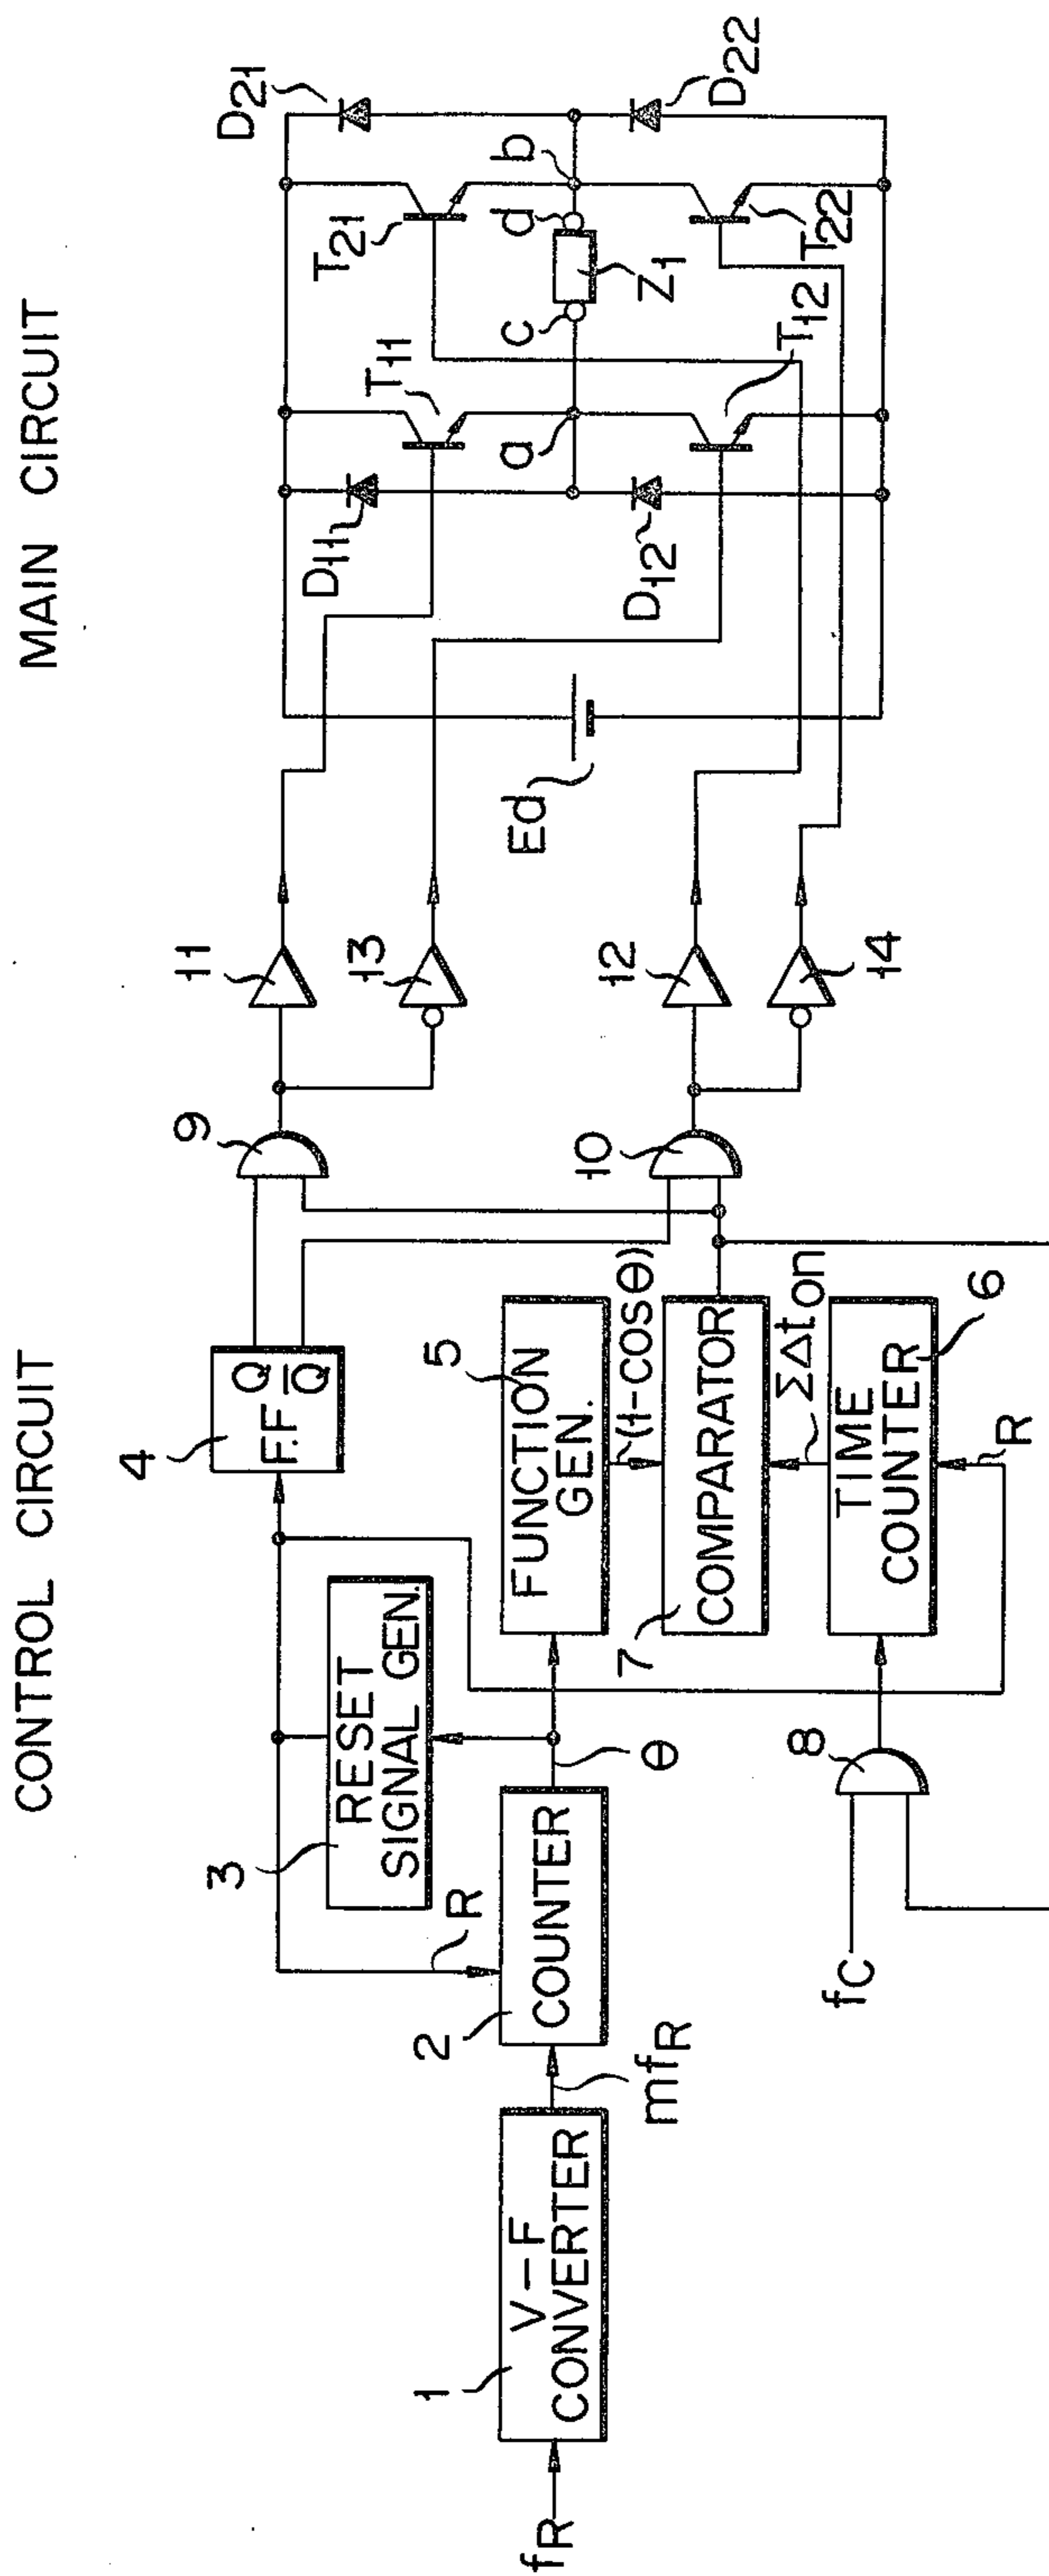 CONTROL CIRCUIT
MAIN CIRCUIT
fR
1
V-F
CONVERTER
mfR
2
COUNTER
R
3
RESET
SIGNAL GEN.
θ
4
F.F
Q
Q̅
5
FUNCTION
GEN.
(1-cosθ)
7
COMPARATOR
ΣΔton
TIME
COUNTER
6
R
fC
8
9
10
11
13
12
14
Ed
D11
D12
T11
T12
a
c
Z1
d
b
T21
T22
D21
D22